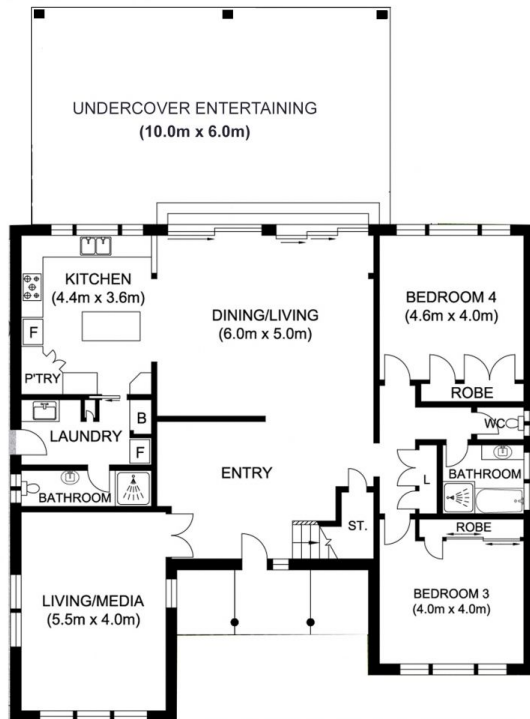 UNDERCOVER ENTERTAINING
(10.0m x 6.0m)
KITCHEN
(4.4m x 3.6m)
F
P'TRY
DINING/LIVING
(6.0m x 5.0m)
BEDROOM 4
(4.6m x 4.0m)
ROBE
WC
B
LAUNDRY
F
BATHROOM
ENTRY
L
BATHROOM
ST.
ROBE
LIVING/MEDIA
(5.5m x 4.0m)
BEDROOM 3
(4.0m x 4.0m)